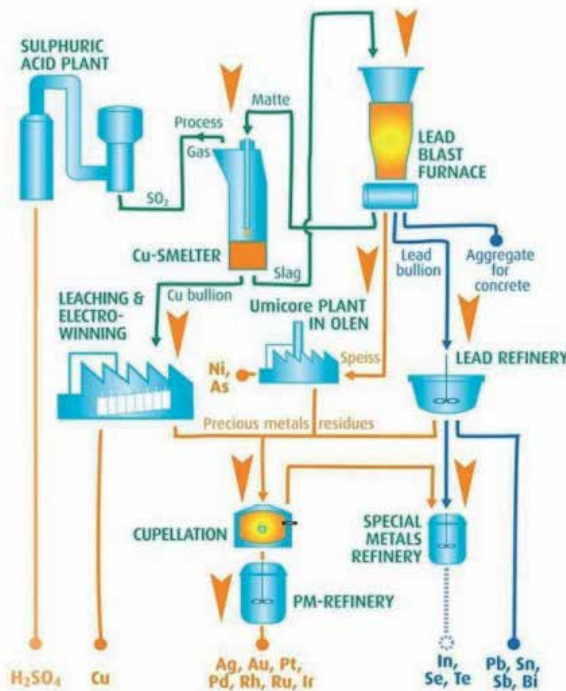 SULPHURIC
ACID PLANT
Matte
Process
Gas
SO₂
LEAD
BLAST
FURNACE
Cu-SMELTER
Slag
Lead
bullion
Aggregate
for
concrete
Cu bullion
LEACHING &
ELECTRO-
WINNING
Umicore PLANT
IN OLEN
Ni,
As
Speiss
LEAD REFINERY
Precious metals residues
CUPELLATION
SPECIAL
METALS
REFINERY
PM-REFINERY
H₂SO₄
Cu
Ag, Au, Pt,
Pd, Rh, Ru, Ir
In,
Se, Te
Pb, Sn,
Sb, Bi